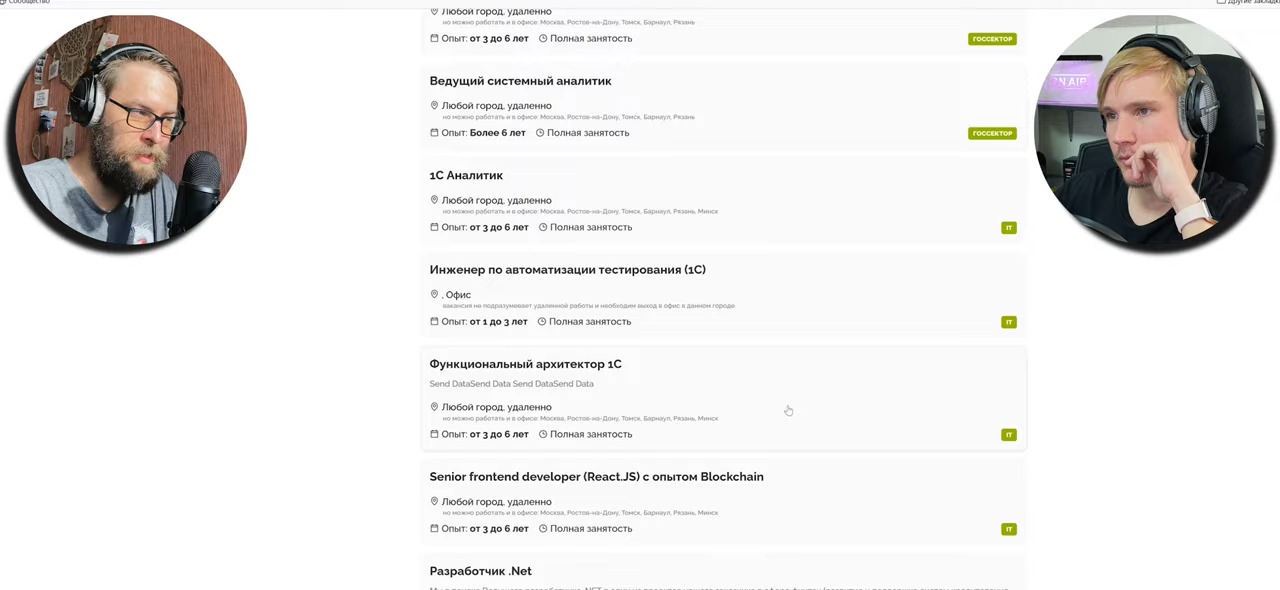 Сообщество
Другие закладки
Любой город, удаленно
но можно работать и в офисе: Москва, Ростов-на-Дону, Томск, Барнаул, Рязань
Опыт: от 3 до 6 лет Полная занятость
ГОССЕКТОР
Ведущий системный аналитик
Любой город, удаленно
но можно работать и в офисе: Москва, Ростов-на-Дону, Томск, Барнаул, Рязань
Опыт: Более 6 лет Полная занятость
ГОССЕКТОР
1С Аналитик
Любой город, удаленно
но можно работать и в офисе: Москва, Ростов-на-Дону, Томск, Барнаул, Рязань, Минск
Опыт: от 3 до 6 лет Полная занятость
IT
Инженер по автоматизации тестирования (1С)
, Офис
вакансия не подразумевает удаленной работы и необходим выход в офис в данном городе
Опыт: от 1 до 3 лет Полная занятость
IT
Функциональный архитектор 1С
Send DataSend Data Send DataSend Data
Любой город, удаленно
но можно работать и в офисе: Москва, Ростов-на-Дону, Томск, Барнаул, Рязань, Минск
Опыт: от 3 до 6 лет Полная занятость
IT
Senior frontend developer (React.JS) с опытом Blockchain
Любой город, удаленно
но можно работать и в офисе: Москва, Ростов-на-Дону, Томск, Барнаул, Рязань, Минск
Опыт: от 3 до 6 лет Полная занятость
IT
Разработчик .Net
ON AIR